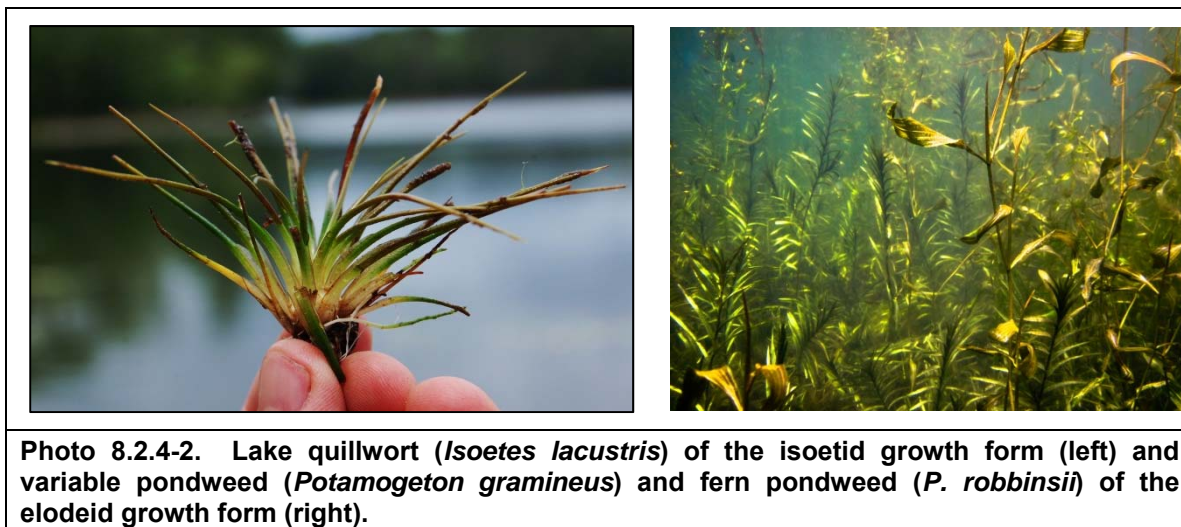 Photo 8.2.4-2. Lake quillwort (Isoetes lacustris) of the isoetid growth form (left) and
variable pondweed (Potamogeton gramineus) and fern pondweed (P. robbinsii) of the
elodeid growth form (right).